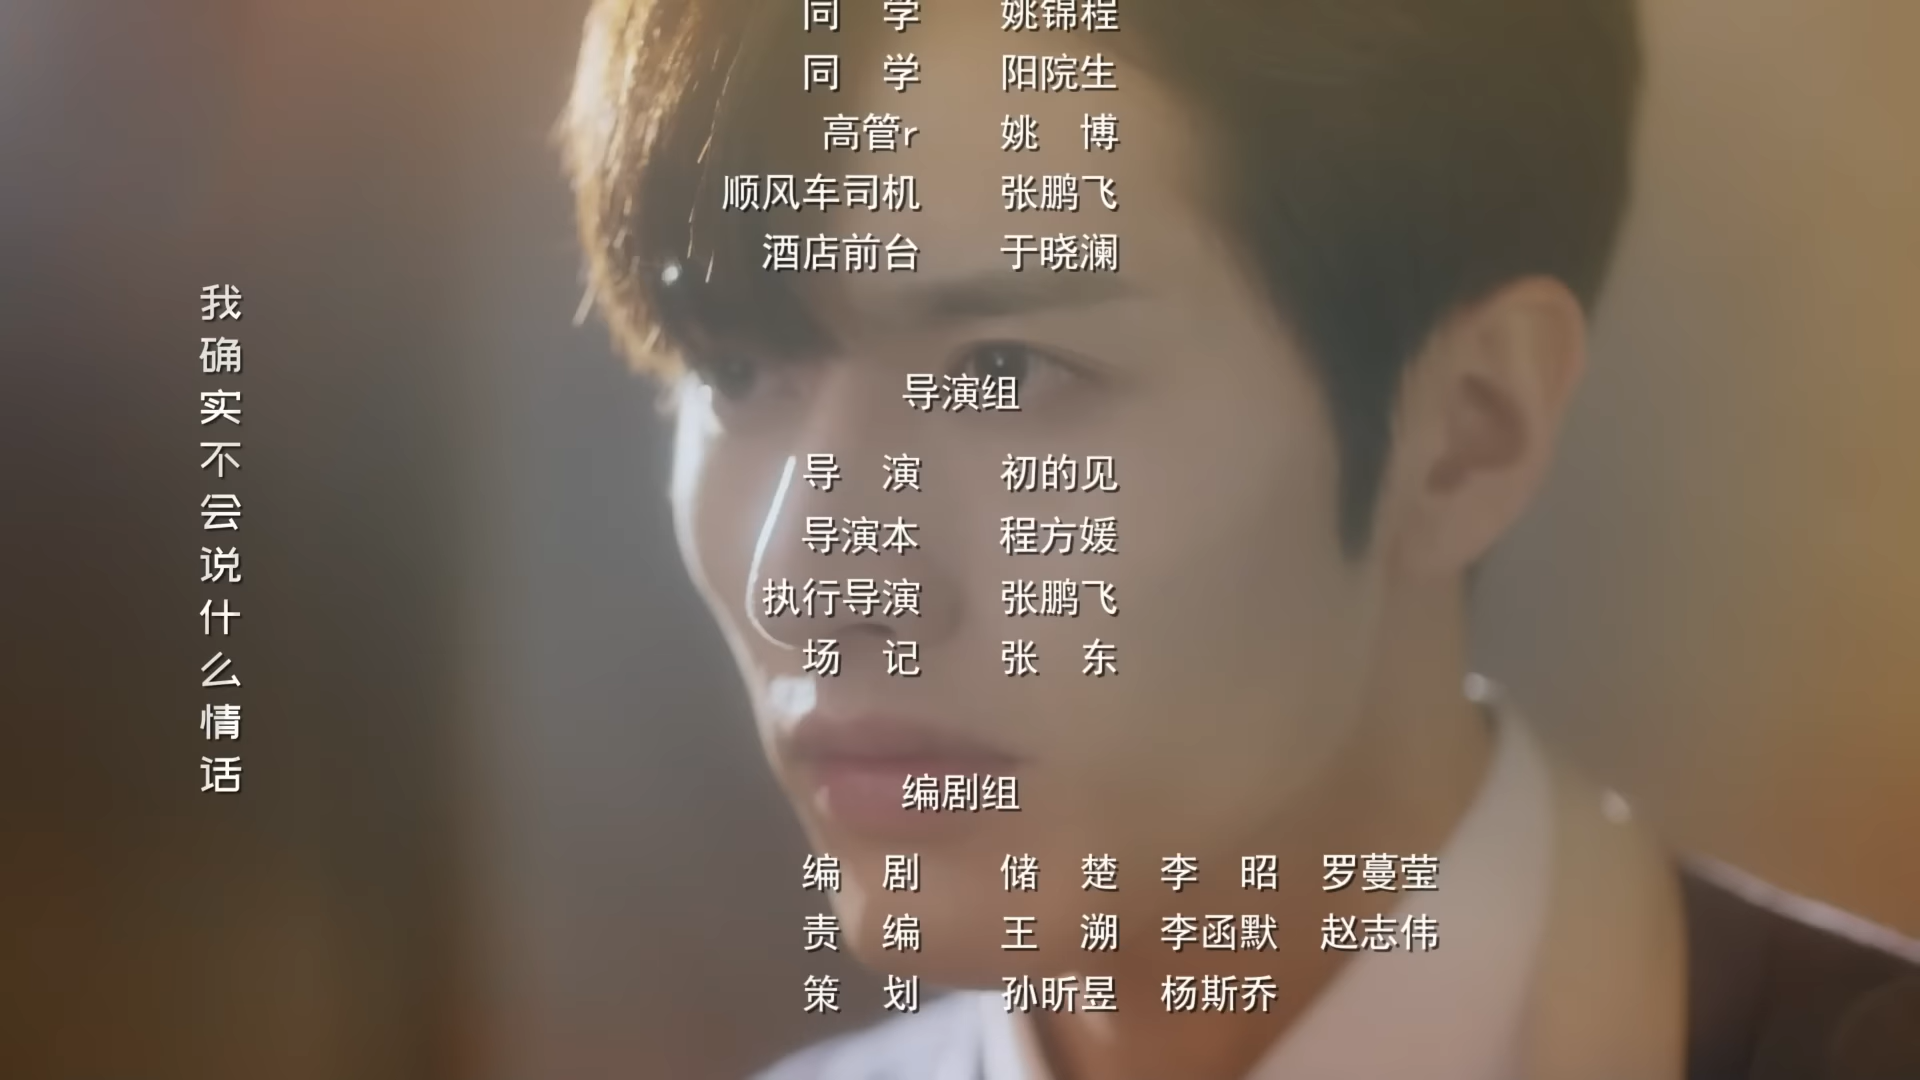 同 学 姚锦程
同 学 阳院生
高管r 姚 博
顺风车司机 张鹏飞
酒店前台 于晓澜
导演组
导 演 初的见
导演本 程方媛
执行导演 张鹏飞
场 记 张 东
编剧组
编 剧 储 楚 李 昭 罗蔓莹
责 编 王 溯 李函默 赵志伟
策 划 孙昕昱 杨斯乔
我确实不会说什么情话